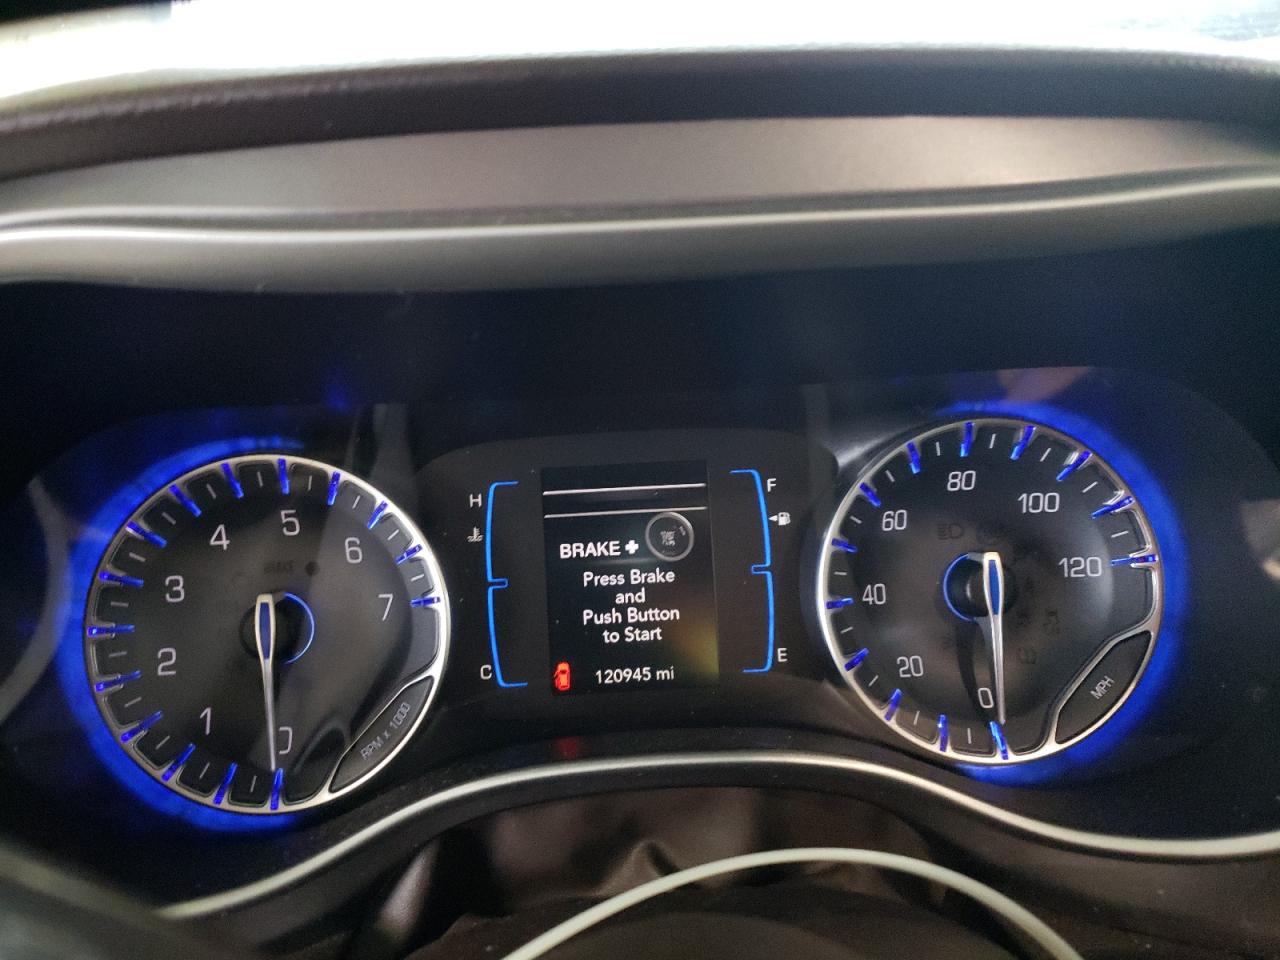 0
1
2
3
4
5
6
7
RPM x 1000
BRAKE
H
C
BRAKE +
Press Brake
and
Push Button
to Start
120945 mi
F
E
0
20
40
60
80
100
120
MPH